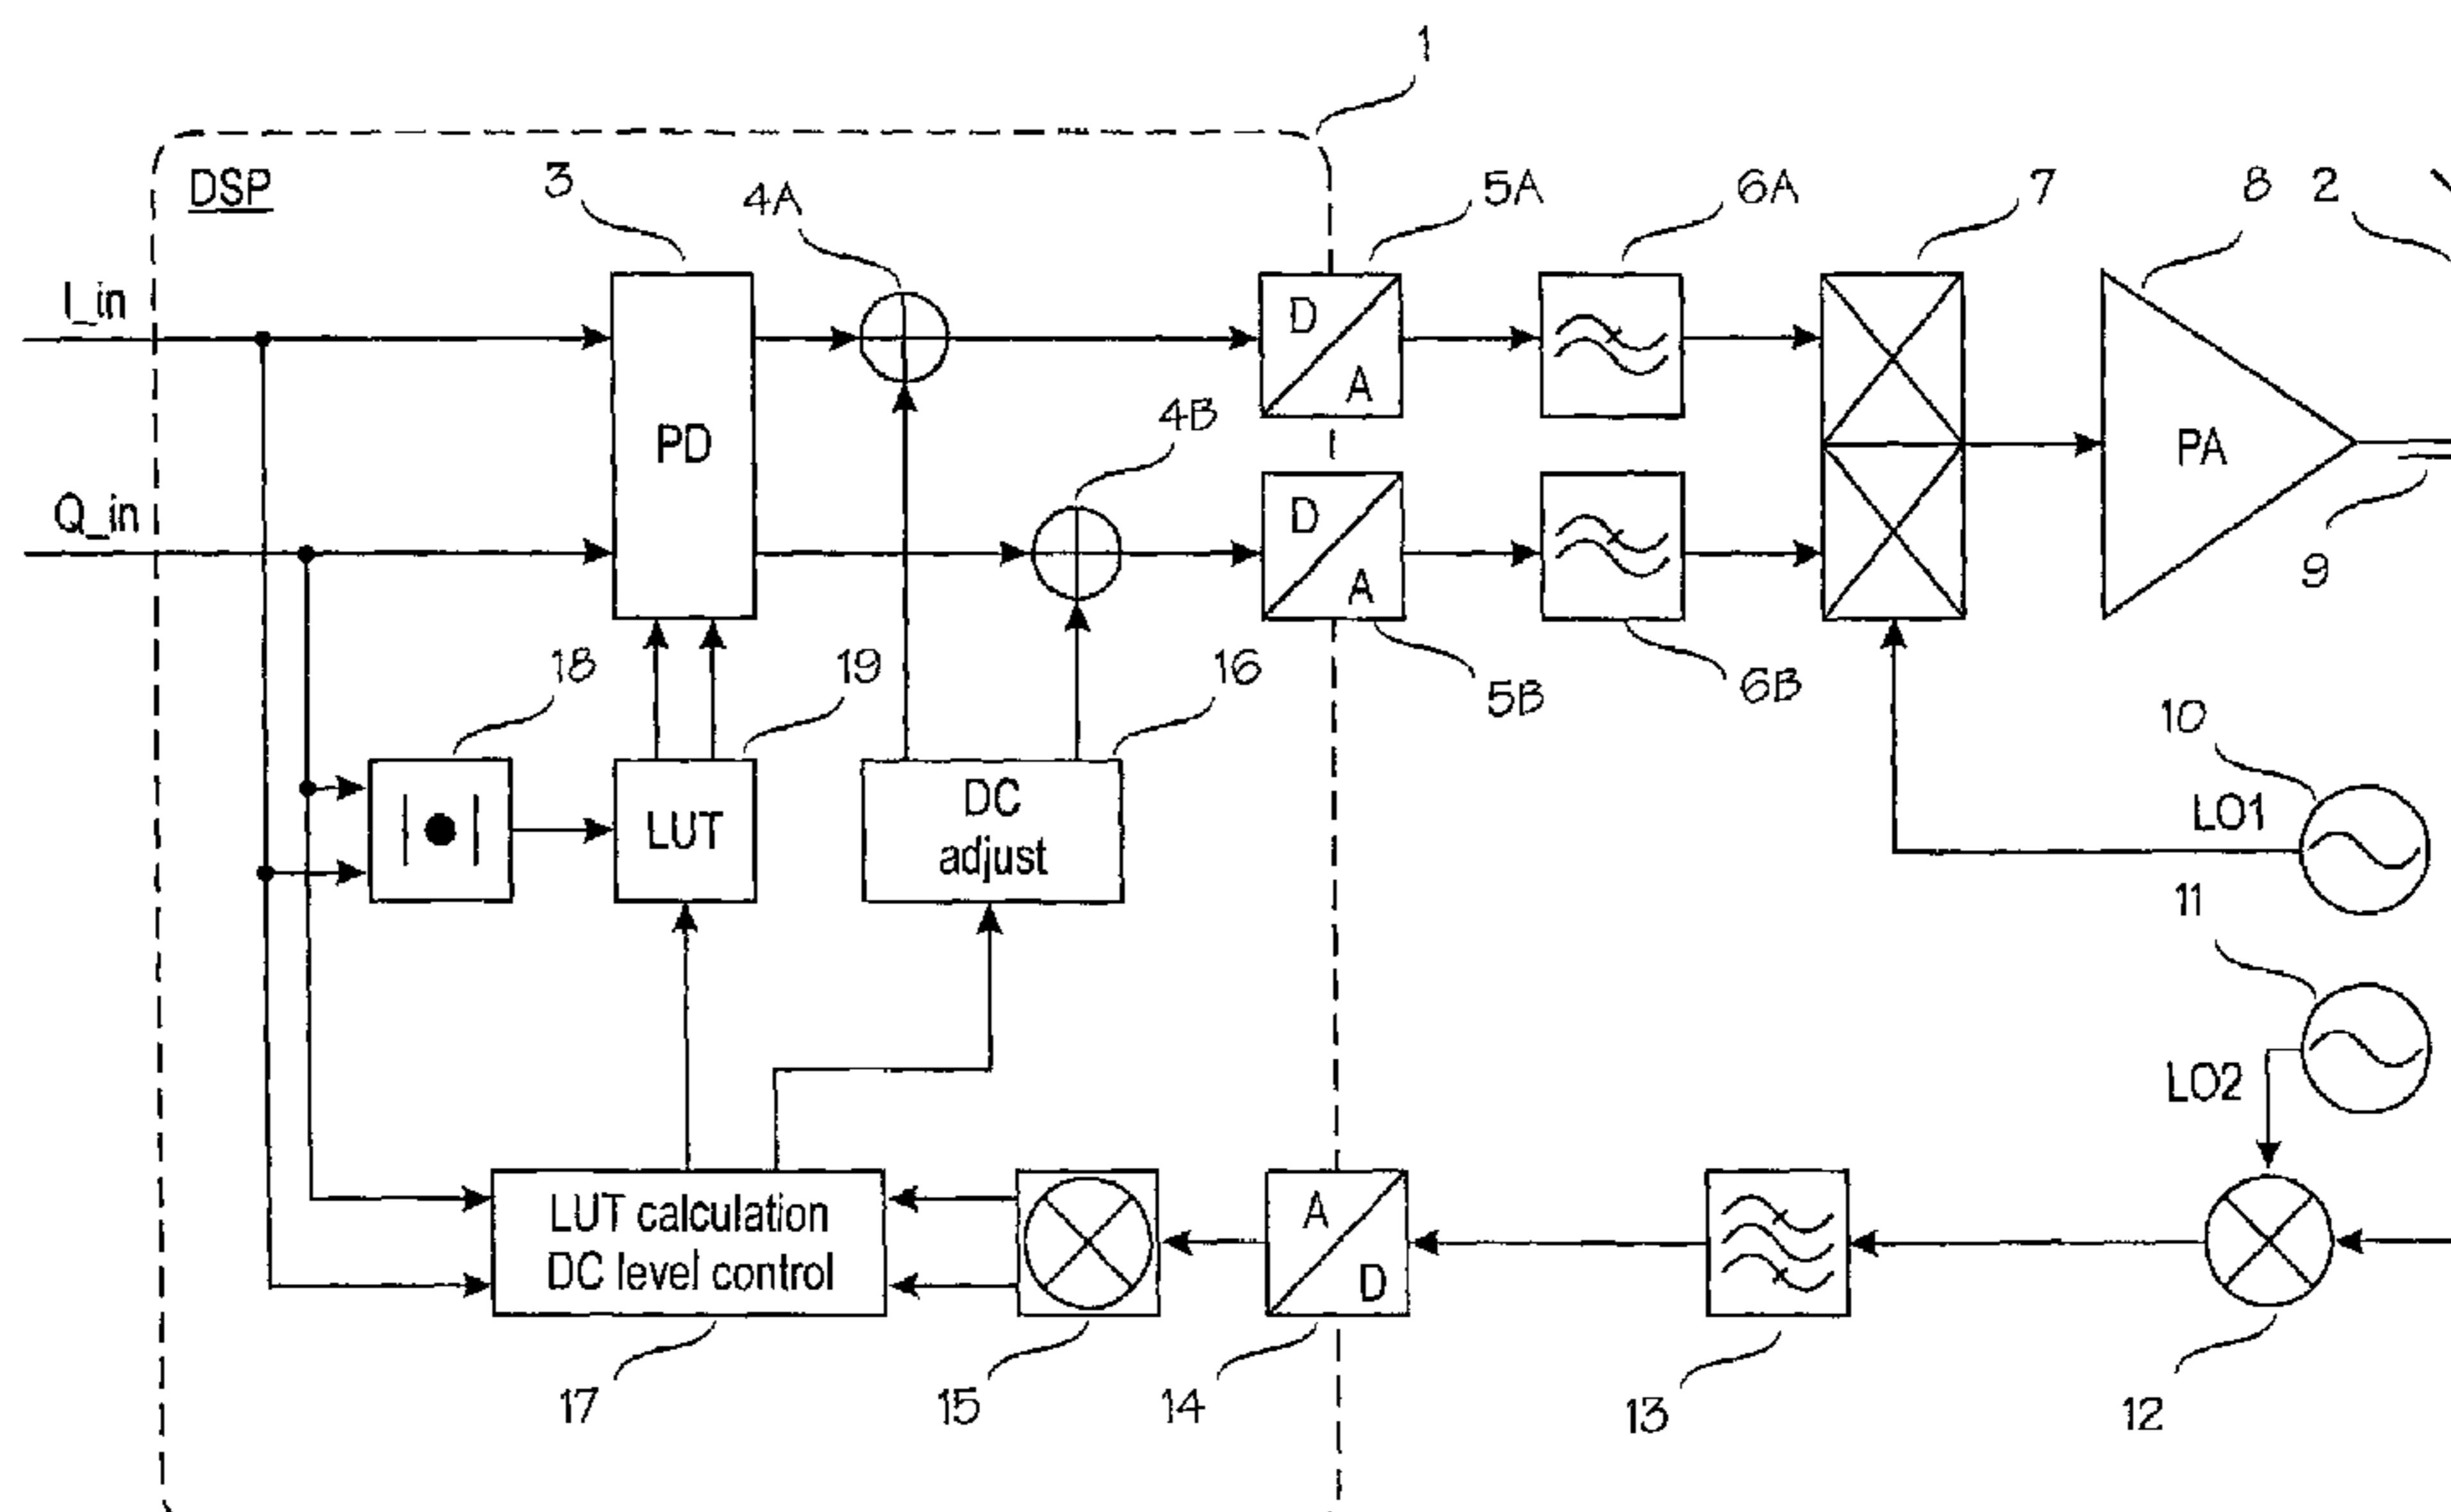 1
DSP
3
4A
5A
6A
7
8
2
I_in
D
A
4B
PD
PA
Q_in
D
A
9
18
19
16
5B
6B
10
LUT
DC
adjust
LO1
11
LO2
LUT calculation
DC level control
A
D
17
15
14
13
12